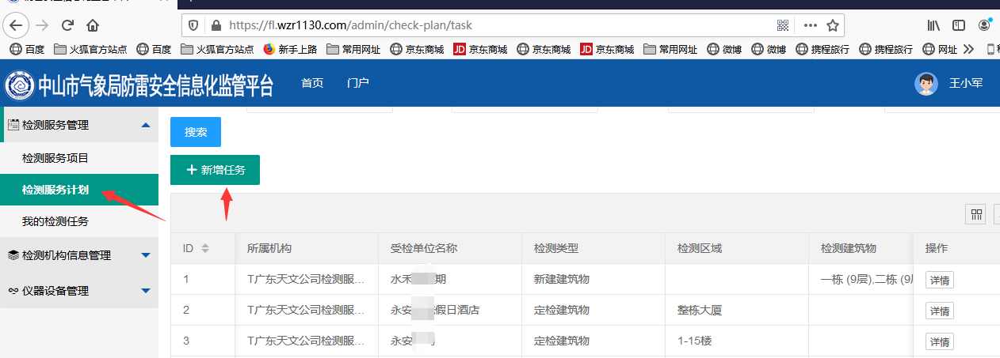 https://fl.wzr1130.com/admin/check-plan/task
百度 火狐官方站点 百度 火狐官方站点 新手上路 常用网址 京东商城 JD 京东商城 京东商城 JD 京东商城 常用网址 微博 微博 携程旅行 携程旅行 网址
中山市气象局防雷安全信息化监管平台 首页 门户 王小军
检测服务管理
搜索
检测服务项目
新增任务
检测服务计划
我的检测任务
ID 所属机构 受检单位名称 检测类型 检测区域 检测建筑物 操作
检测机构信息管理
1 T广东天文公司检测服... 水禾 期 新建建筑物 一栋 (9层),二栋 (9 详情
仪器设备管理
2 T广东天文公司检测服... 永安 假日酒店 定检建筑物 整栋大厦 详情
3 T广东天文公司检测服... 永安 定检建筑物 1-15楼 详情